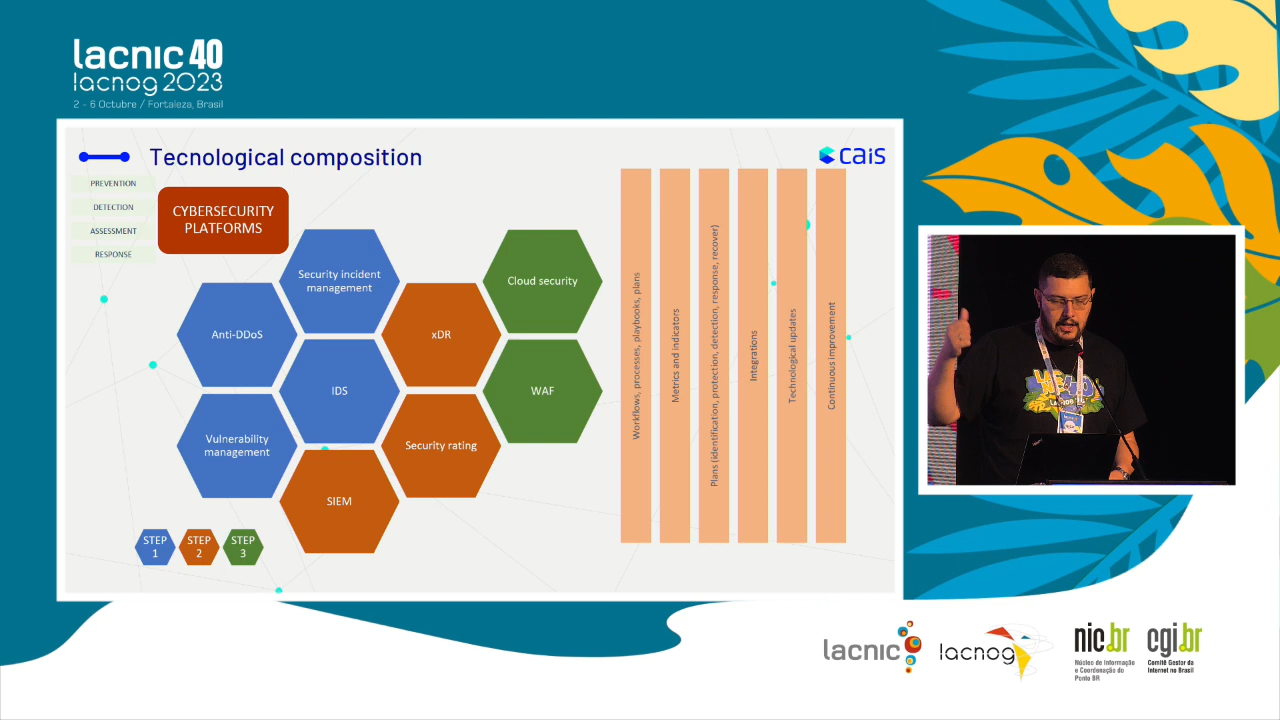 lacnic 40
lacnog 2023
2 - 6 Octubre / Fortaleza, Brasil
Tecnological composition
cais
PREVENTION
DETECTION
ASSESSMENT
RESPONSE
CYBERSECURITY
PLATFORMS
Security incident
management
Cloud security
Anti-DDoS
xDR
IDS
WAF
Vulnerability
management
Security rating
SIEM
STEP
1
STEP
2
STEP
3
Workflows, processes, playbooks, plans
Metrics and indicators
Plans (identification, protection, detection, response, recover)
Integrations
Technological updates
Continuous improvement
lacnic
lacnog
nic.br
Núcleo de Informação
e Coordenação do
Ponto BR
cgi.br
Comitê Gestor da
Internet no Brasil